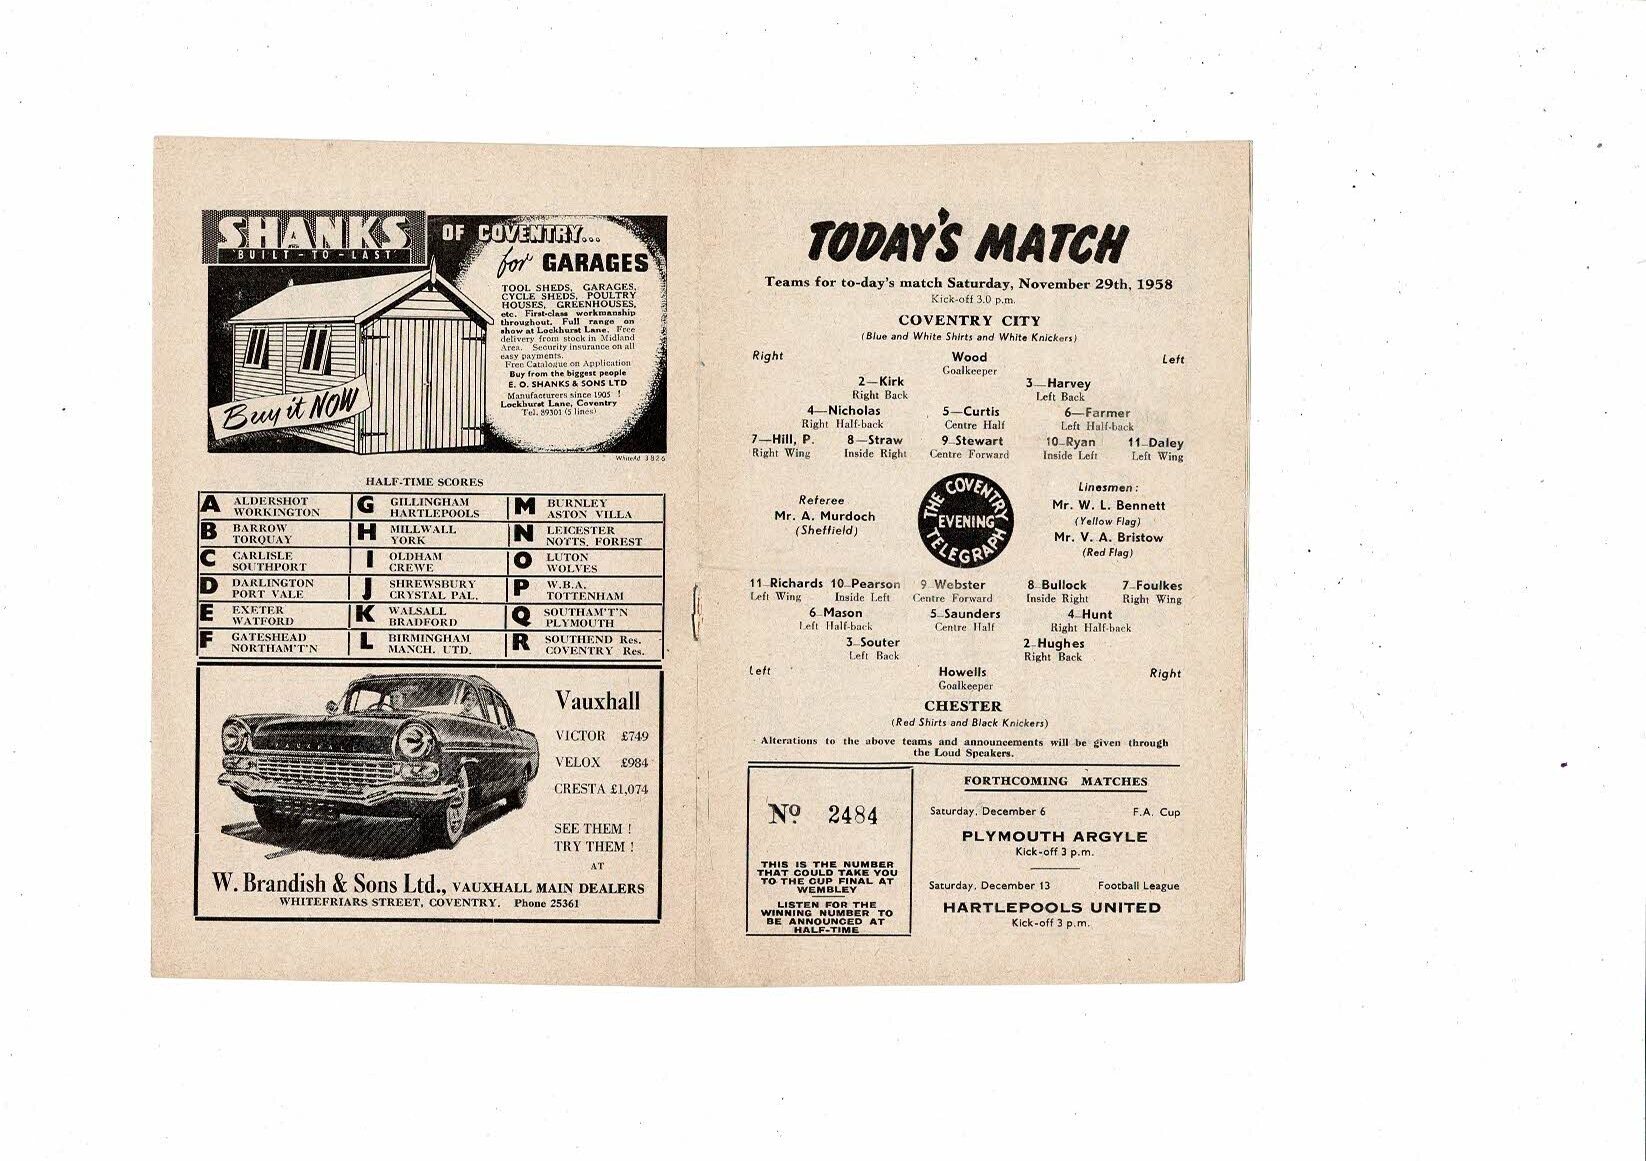 SHANKS
BUILT-TO-LAST
OF COVENTRY...
for GARAGES
TOOL SHEDS, GARAGES,
CYCLE SHEDS, POULTRY
HOUSES, GREENHOUSES,
etc. First-class workmanship
throughout. Full range on
show at Lockhurst Lane. Free
delivery from stock in Midland
Area. Security insurance on all
easy payments.
Free Catalogue on Application
Buy from the biggest people
E. O. SHANKS & SONS LTD
Manufacturers since 1905 !
Lockhurst Lane, Coventry
Tel. 89301 (5 lines)
Buy it NOW
WhiteAd 3826
HALF-TIME SCORES
A ALDERSHOT
WORKINGTON
B BARROW
TORQUAY
C CARLISLE
SOUTHPORT
D DARLINGTON
PORT VALE
E EXETER
WATFORD
F GATESHEAD
NORTHAM'T'N
G GILLINGHAM
HARTLEPOOLS
H MILLWALL
YORK
I OLDHAM
CREWE
J SHREWSBURY
CRYSTAL PAL.
K WALSALL
BRADFORD
L BIRMINGHAM
MANCH. UTD.
M BURNLEY
ASTON VILLA
N LEICESTER
NOTTS. FOREST
O LUTON
WOLVES
P W.B.A.
TOTTENHAM
Q SOUTHAM'T'N
PLYMOUTH
R SOUTHEND Res.
COVENTRY Res.
VAUXHALL
Vauxhall
VICTOR £749
VELOX £984
CRESTA £1,074
SEE THEM !
TRY THEM !
AT
W. Brandish & Sons Ltd., VAUXHALL MAIN DEALERS
WHITEFRIARS STREET, COVENTRY. Phone 25361
TODAY'S MATCH
Teams for to-day's match Saturday, November 29th, 1958
Kick-off 3.0 p.m.
COVENTRY CITY
(Blue and White Shirts and White Knickers)
Right Wood Left
Goalkeeper
2—Kirk 3—Harvey
Right Back Left Back
4—Nicholas 5—Curtis 6—Farmer
Right Half-back Centre Half Left Half-back
7—Hill, P. 8—Straw 9—Stewart 10—Ryan 11—Daley
Right Wing Inside Right Centre Forward Inside Left Left Wing
Referee
Mr. A. Murdoch
(Sheffield)
THE COVENTRY
EVENING
TELEGRAPH
Linesmen :
Mr. W. L. Bennett
(Yellow Flag)
Mr. V. A. Bristow
(Red Flag)
11—Richards 10—Pearson 9—Webster 8—Bullock 7—Foulkes
Left Wing Inside Left Centre Forward Inside Right Right Wing
6—Mason 5—Saunders 4—Hunt
Left Half-back Centre Half Right Half-back
3—Souter 2—Hughes
Left Back Right Back
Left Howells Right
Goalkeeper
CHESTER
(Red Shirts and Black Knickers)
Alterations to the above teams and announcements will be given through
the Loud Speakers.
Nº 2484
THIS IS THE NUMBER
THAT COULD TAKE YOU
TO THE CUP FINAL AT
WEMBLEY
LISTEN FOR THE
WINNING NUMBER TO
BE ANNOUNCED AT
HALF-TIME
FORTHCOMING MATCHES
Saturday, December 6 F.A. Cup
PLYMOUTH ARGYLE
Kick-off 3 p.m.
Saturday, December 13 Football League
HARTLEPOOLS UNITED
Kick-off 3 p.m.